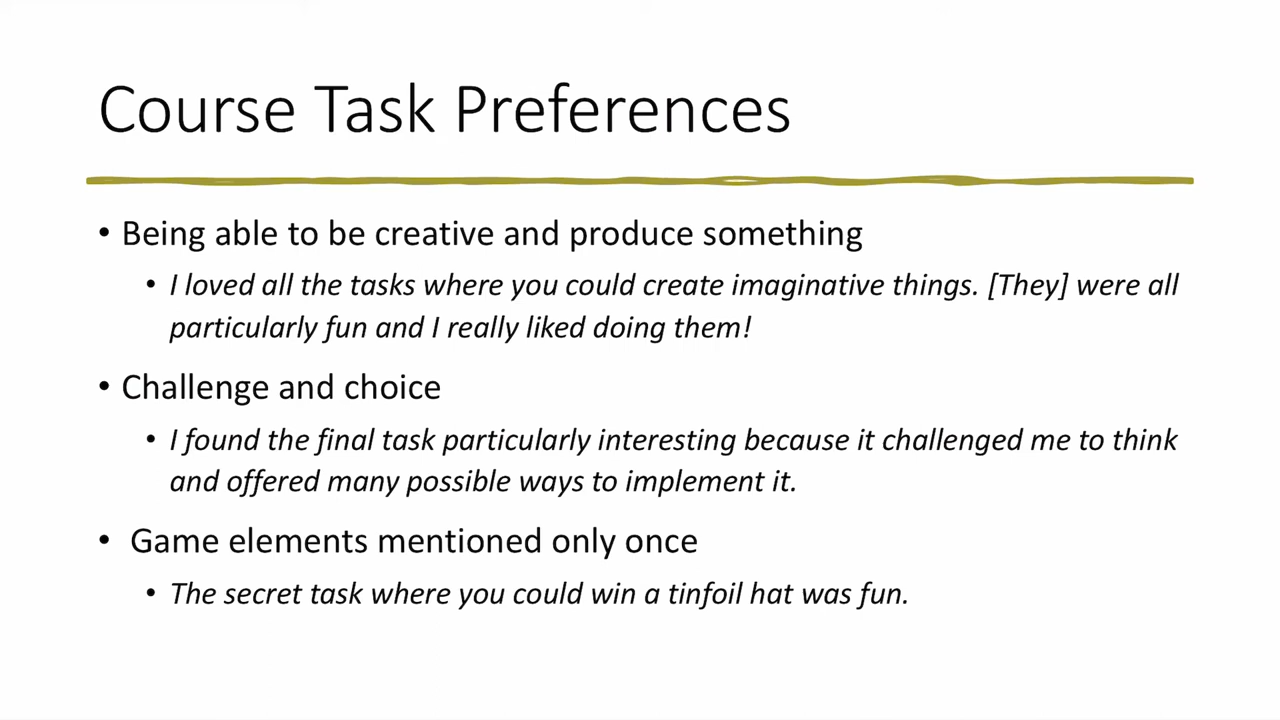 Course Task Preferences
• Being able to be creative and produce something
• I loved all the tasks where you could create imaginative things. [They] were all
particularly fun and I really liked doing them!
• Challenge and choice
• I found the final task particularly interesting because it challenged me to think
and offered many possible ways to implement it.
• Game elements mentioned only once
• The secret task where you could win a tinfoil hat was fun.